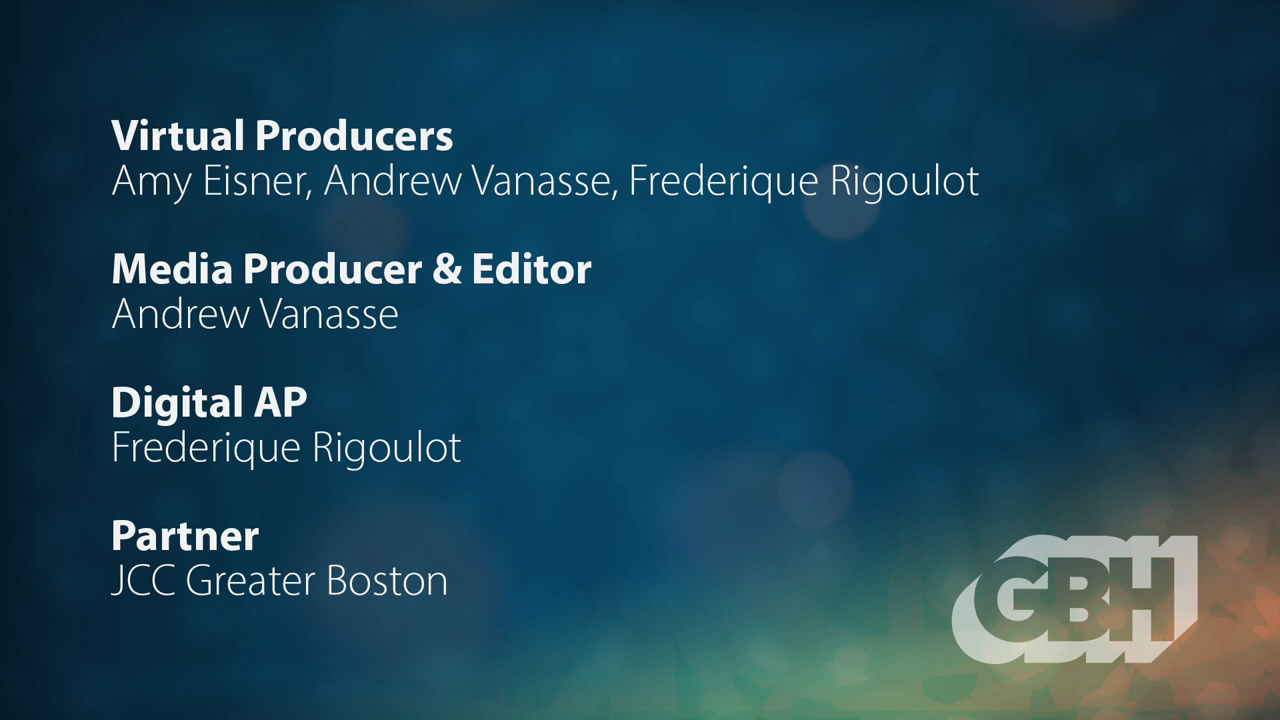 Virtual Producers
Amy Eisner, Andrew Vanasse, Frederique Rigoulot
Media Producer & Editor
Andrew Vanasse
Digital AP
Frederique Rigoulot
Partner
JCC Greater Boston
GBH